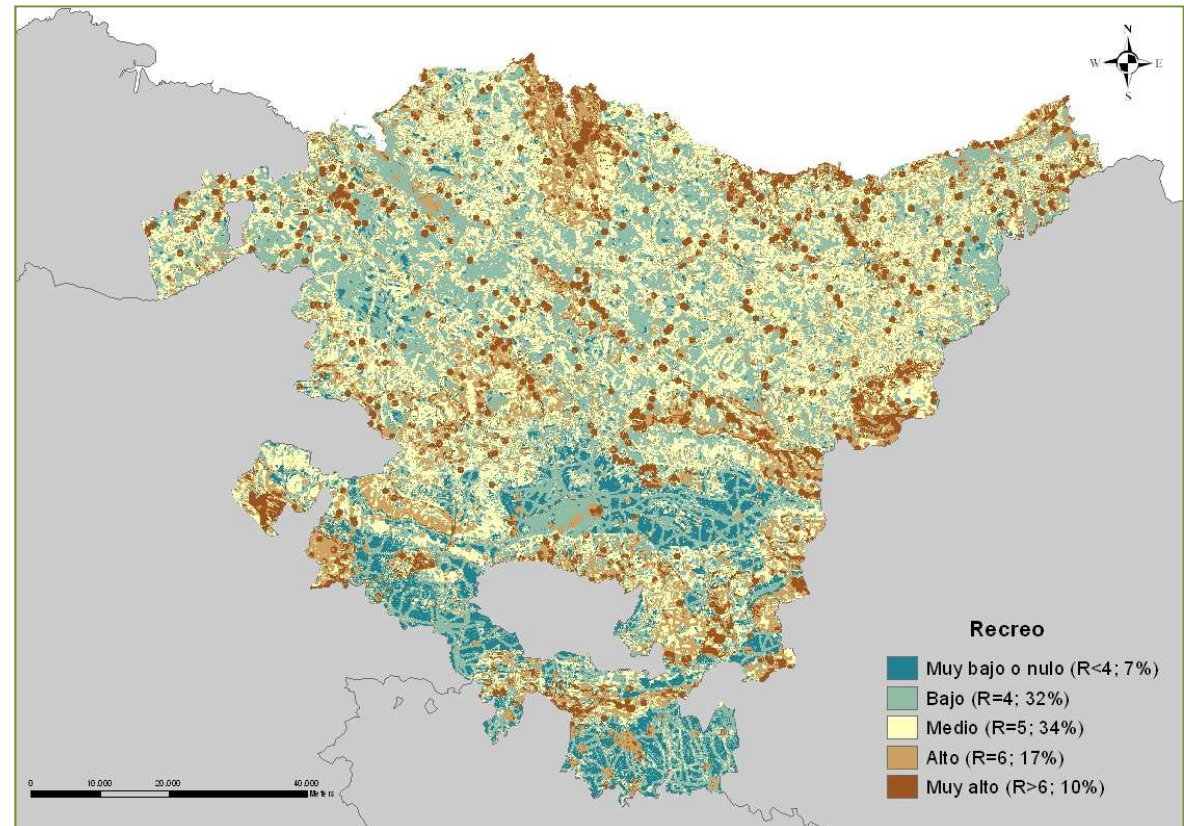 N
W E
S
Recreo
Muy bajo o nulo (R<4; 7%)
Bajo (R=4; 32%)
Medio (R=5; 34%)
Alto (R=6; 17%)
Muy alto (R>6; 10%)
0 10.000 20.000 40.000
Meters